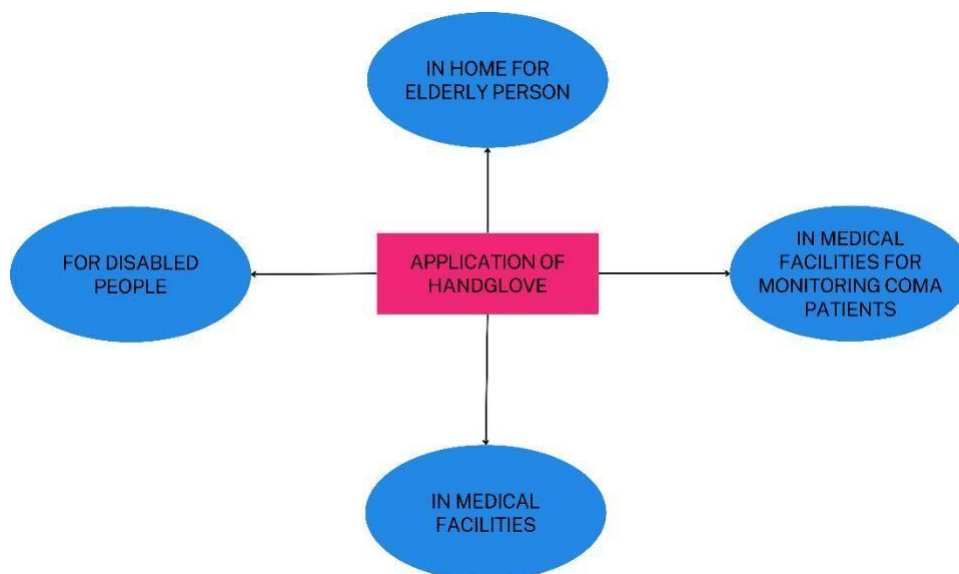 IN HOME FOR
ELDERLY PERSON
FOR DISABLED
PEOPLE
APPLICATION OF
HANDGLOVE
IN MEDICAL
FACILITIES FOR
MONITORING COMA
PATIENTS
IN MEDICAL
FACILITIES